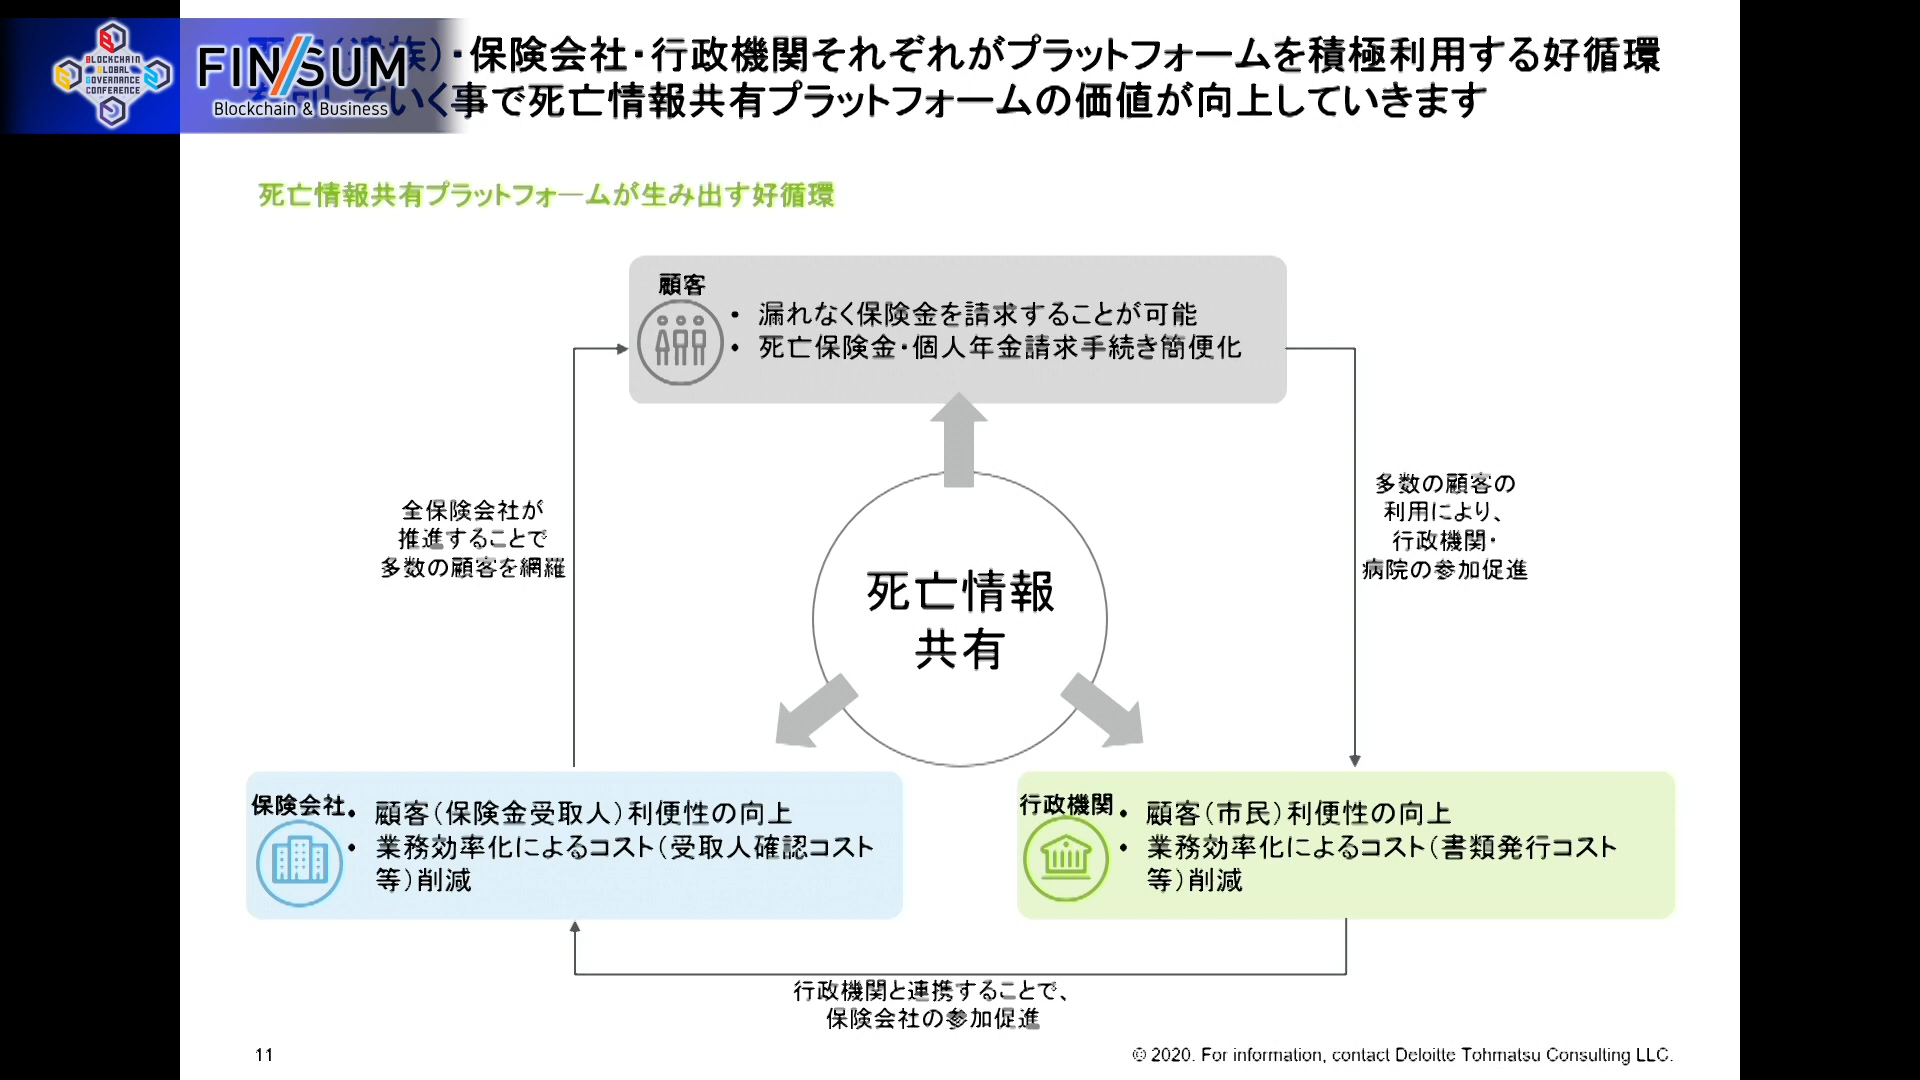 BLOCKCHAIN
GLOBAL
GOVERNANCE
CONFERENCE
FIN/SUM
Blockchain & Business
族）・保険会社・行政機関それぞれがプラットフォームを積極利用する好循環
していく事で死亡情報共有プラットフォームの価値が向上していきます
死亡情報共有プラットフォームが生み出す好循環
顧客
• 漏れなく保険金を請求することが可能
• 死亡保険金・個人年金請求手続き簡便化
全保険会社が
推進することで
多数の顧客を網羅
多数の顧客の
利用により、
行政機関・
病院の参加促進
死亡情報
共有
保険会社
• 顧客（保険金受取人）利便性の向上
• 業務効率化によるコスト（受取人確認コスト
等）削減
行政機関
• 顧客（市民）利便性の向上
• 業務効率化によるコスト（書類発行コスト
等）削減
行政機関と連携することで、
保険会社の参加促進
11
© 2020. For information, contact Deloitte Tohmatsu Consulting LLC.